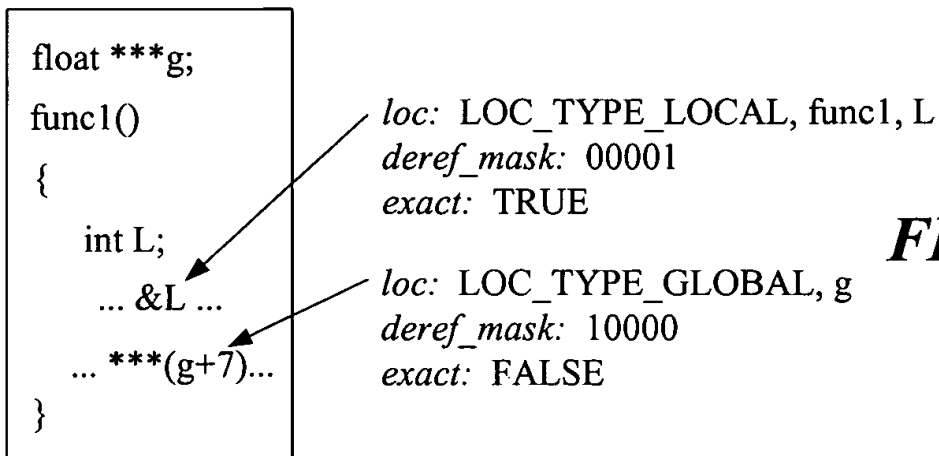 float ***g;
func1()
{
int L;
... &L ...
... ***(g+7)...
}
loc: LOC_TYPE_LOCAL, func1, L
deref_mask: 00001
exact: TRUE
loc: LOC_TYPE_GLOBAL, g
deref_mask: 10000
exact: FALSE